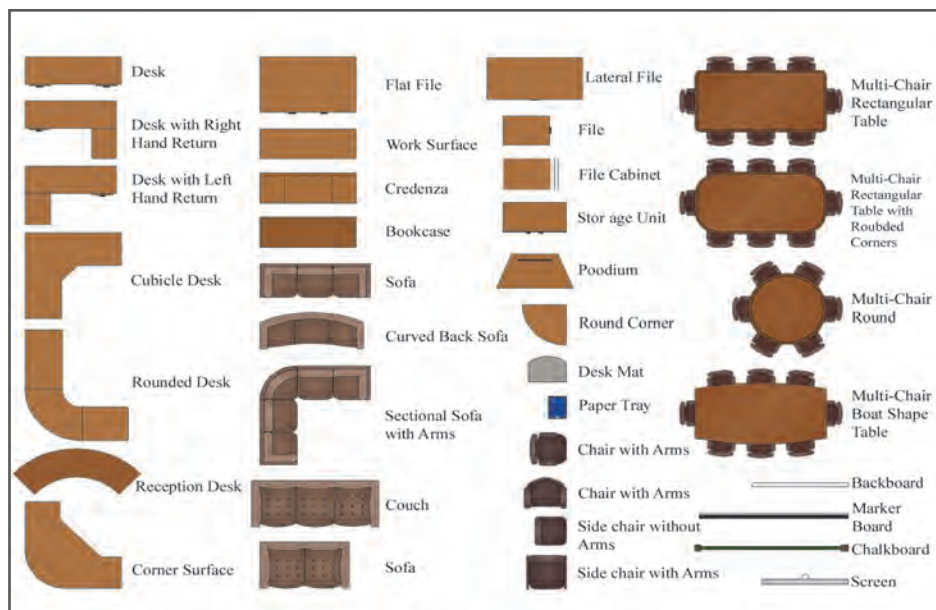 Desk
Desk with Right
Hand Return
Desk with Left
Hand Return
Cubicle Desk
Rounded Desk
Reception Desk
Corner Surface
Flat File
Work Surface
Credenza
Bookcase
Sofa
Curved Back Sofa
Sectional Sofa
with Arms
Couch
Sofa
Lateral File
File
File Cabinet
Stor age Unit
Poodium
Round Corner
Desk Mat
Paper Tray
Chair with Arms
Chair with Arms
Side chair without
Arms
Side chair with Arms
Multi-Chair
Rectangular
Table
Multi-Chair
Rectangular
Table with
Roubded
Corners
Multi-Chair
Round
Multi-Chair
Boat Shape
Table
Backboard
Marker
Board
Chalkboard
Screen